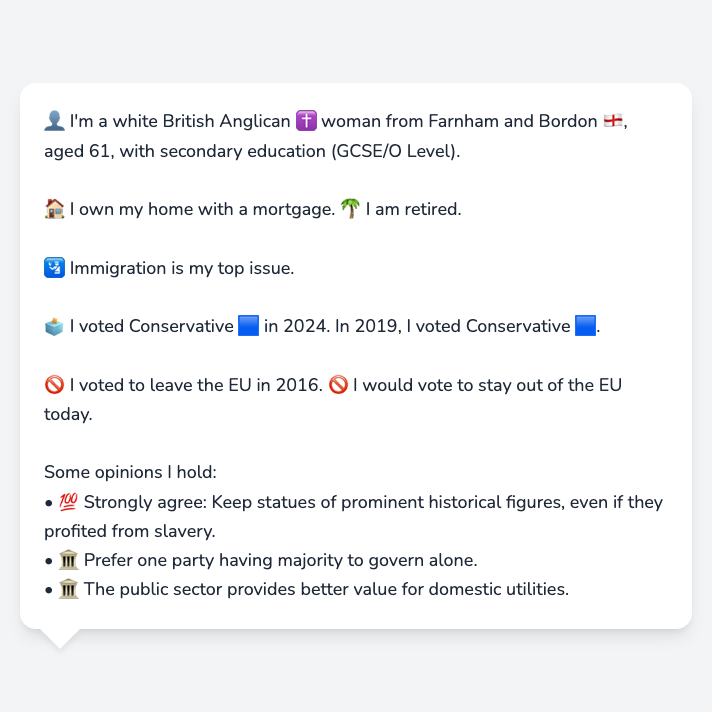 👤 I'm a white British Anglican ✝️ woman from Farnham and Bordon 🏴󠁧󠁢󠁥󠁮󠁧󠁿,
aged 61, with secondary education (GCSE/O Level).
🏠 I own my home with a mortgage. 🌴 I am retired.
🛂 Immigration is my top issue.
🗳️ I voted Conservative 🟦 in 2024. In 2019, I voted Conservative 🟦.
🚫 I voted to leave the EU in 2016. 🚫 I would vote to stay out of the EU
today.
Some opinions I hold:
• 💯 Strongly agree: Keep statues of prominent historical figures, even if they
profited from slavery.
• 🏛️ Prefer one party having majority to govern alone.
• 🏛️ The public sector provides better value for domestic utilities.